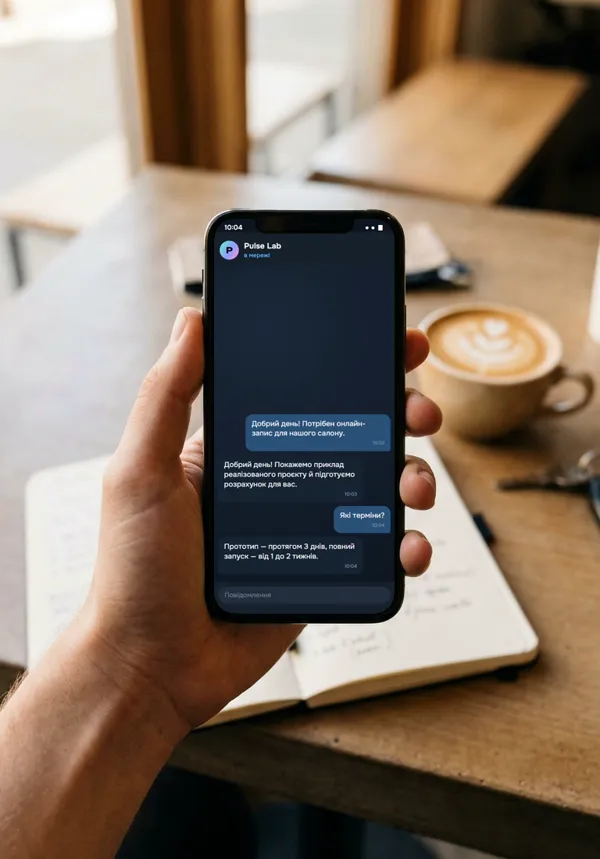 10:04
P
Pulse Lab
в мережі
Добрий день! Потрібен онлайн-
запис для нашого салону.
10:02
Добрий день! Покажемо приклад
реалізованого проєкту й підготуємо
розрахунок для вас.
10:03
Які терміни?
10:04
Прототип — протягом 3 днів, повний
запуск — від 1 до 2 тижнів.
10:04
Повідомлення